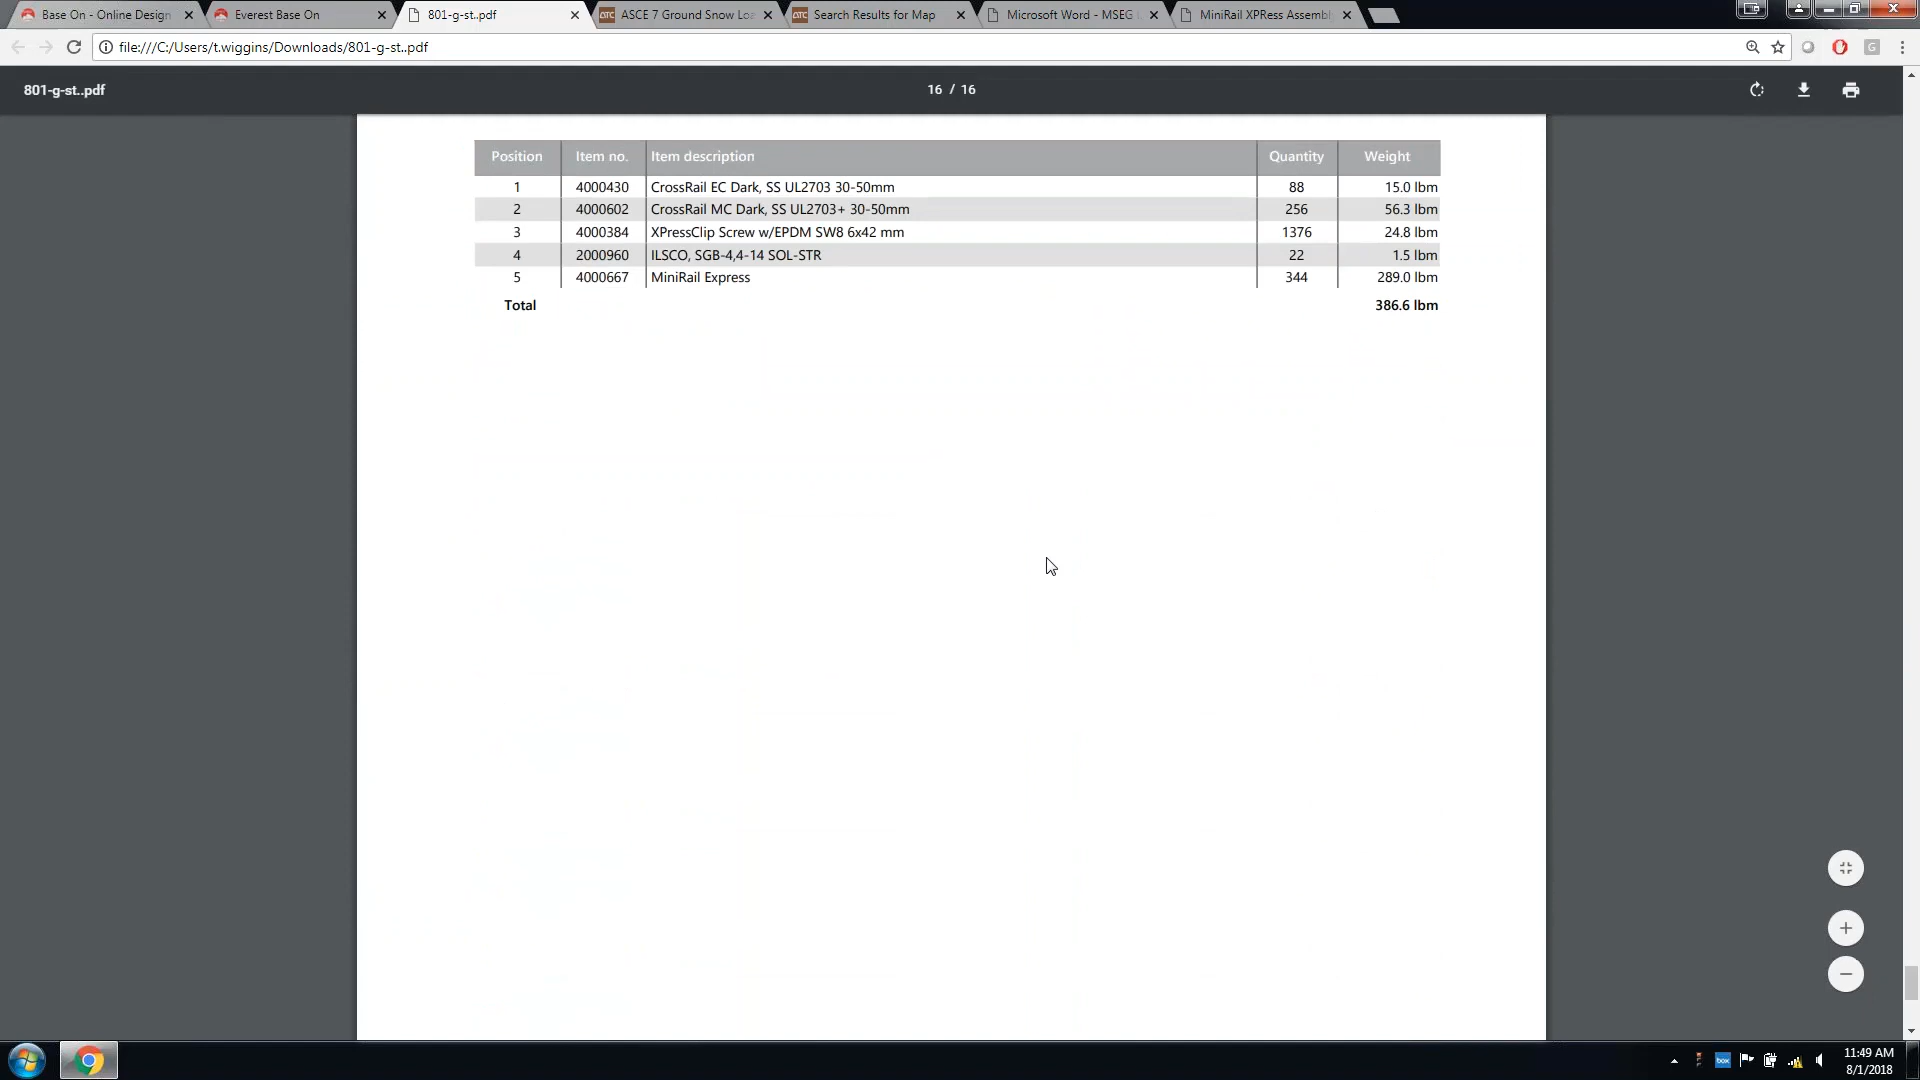 Base On - Online Design
Everest Base On
801-g-st..pdf
ASCE 7 Ground Snow Loa
Search Results for Map
Microsoft Word - MSEG
MiniRail XPRess Assembl
file:///C:/Users/t.wiggins/Downloads/801-g-st..pdf
801-g-st..pdf
16 / 16
Position Item no. Item description Quantity Weight
1 4000430 CrossRail EC Dark, SS UL2703 30-50mm 88 15.0 lbm
2 4000602 CrossRail MC Dark, SS UL2703+ 30-50mm 256 56.3 lbm
3 4000384 XPressClip Screw w/EPDM SW8 6x42 mm 1376 24.8 lbm
4 2000960 ILSCO, SGB-4,4-14 SOL-STR 22 1.5 lbm
5 4000667 MiniRail Express 344 289.0 lbm
Total 386.6 lbm
box
11:49 AM
8/1/2018